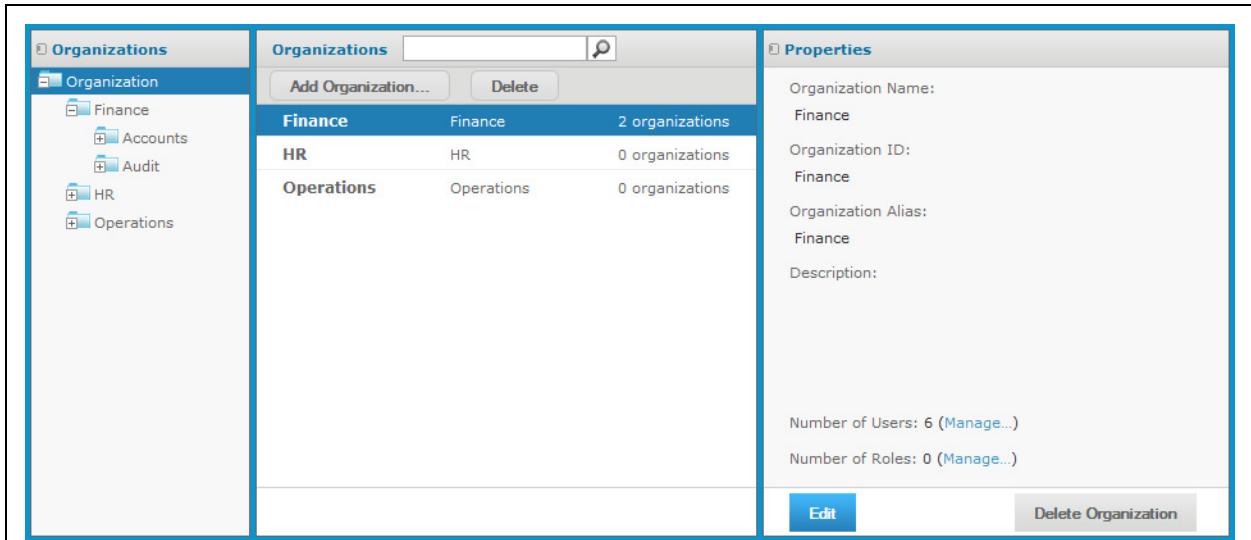 Organizations
Organization
Finance
Accounts
Audit
HR
Operations
Organizations
Add Organization... Delete
Finance Finance 2 organizations
HR HR 0 organizations
Operations Operations 0 organizations
Properties
Organization Name:
Finance
Organization ID:
Finance
Organization Alias:
Finance
Description:
Number of Users: 6 (Manage...)
Number of Roles: 0 (Manage...)
Edit Delete Organization